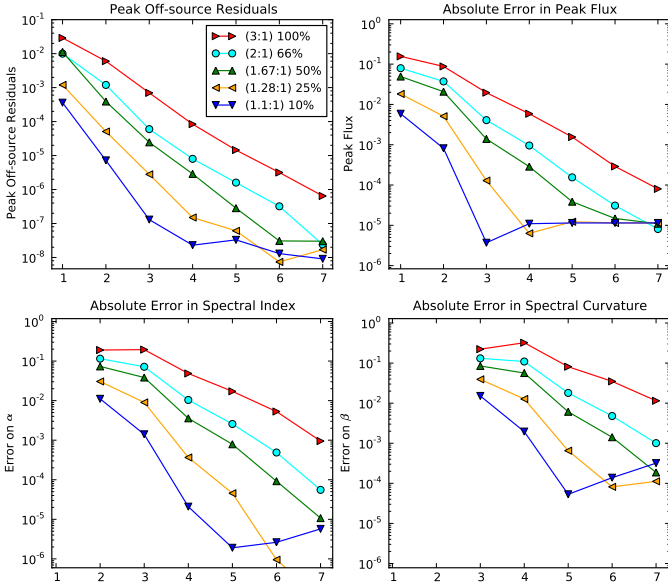 Peak Off-source Residuals
10^-1
10^-2
10^-3
10^-4
10^-5
10^-6
10^-7
10^-8
Peak Off-source Residuals
(3:1) 100%
(2:1) 66%
(1.67:1) 50%
(1.28:1) 25%
(1.1:1) 10%
1 2 3 4 5 6 7
Absolute Error in Peak Flux
10^0
10^-1
10^-2
10^-3
10^-4
10^-5
10^-6
Peak Flux
1 2 3 4 5 6 7
Absolute Error in Spectral Index
10^0
10^-1
10^-2
10^-3
10^-4
10^-5
10^-6
Error on α
1 2 3 4 5 6 7
Absolute Error in Spectral Curvature
10^0
10^-1
10^-2
10^-3
10^-4
10^-5
10^-6
Error on β
1 2 3 4 5 6 7